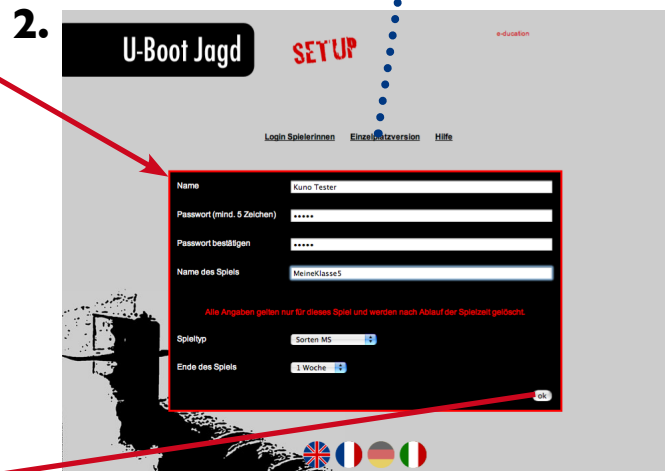 2.
U-Boot Jagd
SETUP
e-ducation
Login Spielerinnen Einzelplatzversion Hilfe
Name Kuno Tester
Passwort (mind. 5 Zeichen) •••••
Passwort bestätigen •••••
Name des Spiels MeineKlasse5
Alle Angaben gelten nur für dieses Spiel und werden nach Ablauf der Spielzeit gelöscht.
Spieltyp Sorten MS
Ende des Spiels 1 Woche
ok